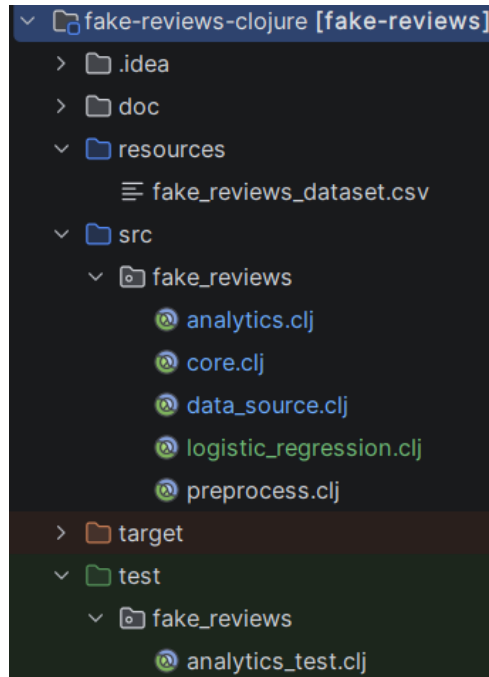 fake-reviews-clojure [fake-reviews]
.idea
doc
resources
fake_reviews_dataset.csv
src
fake_reviews
analytics.clj
core.clj
data_source.clj
logistic_regression.clj
preprocess.clj
target
test
fake_reviews
analytics_test.clj